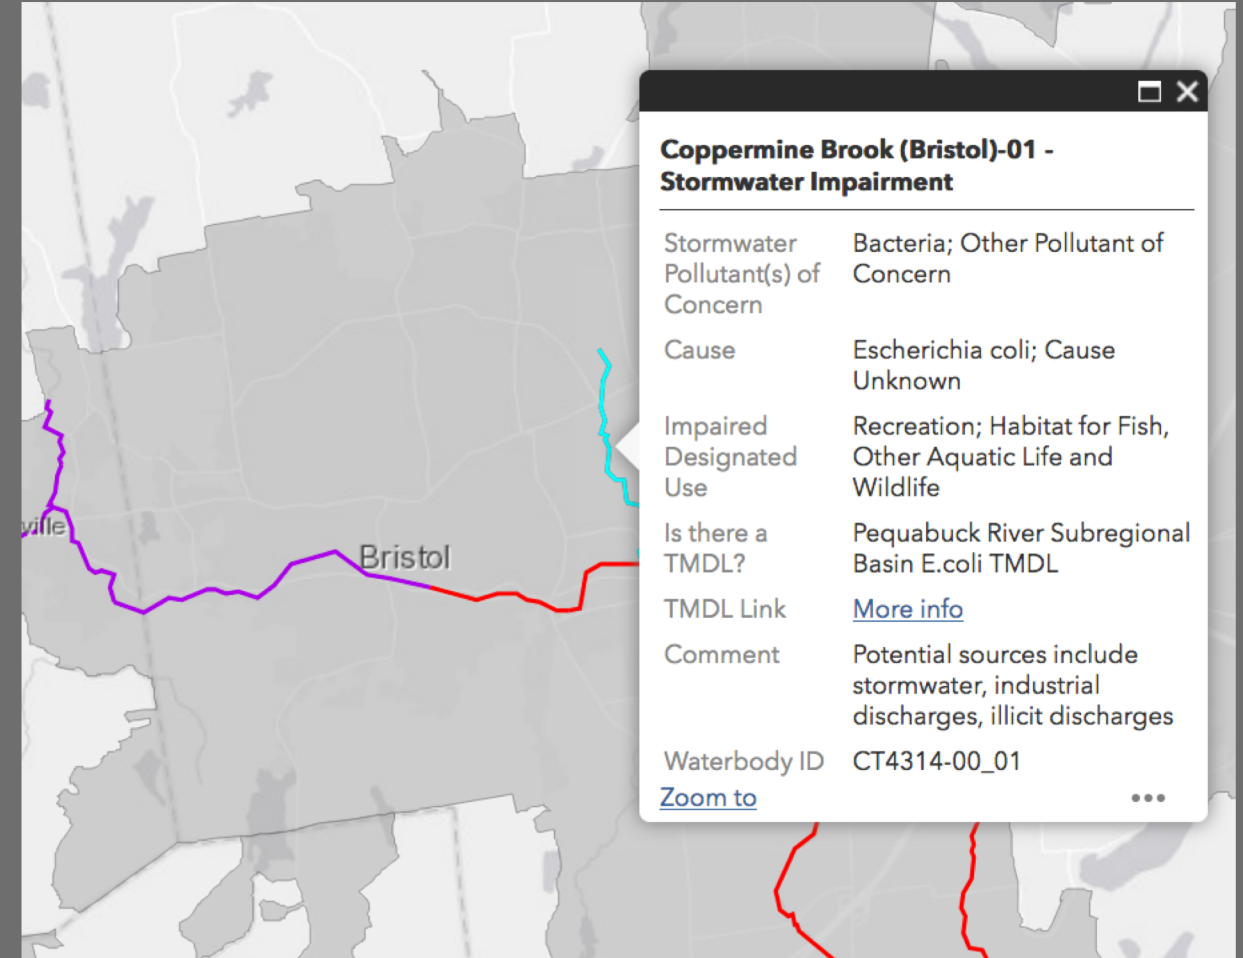 Coppermine Brook (Bristol)-01 -
Stormwater Impairment
Stormwater
Pollutant(s) of
Concern
Bacteria; Other Pollutant of
Concern
Cause
Escherichia coli; Cause
Unknown
Impaired
Designated
Use
Recreation; Habitat for Fish,
Other Aquatic Life and
Wildlife
Is there a
TMDL?
Pequabuck River Subregional
Basin E.coli TMDL
TMDL Link
More info
Comment
Potential sources include
stormwater, industrial
discharges, illicit discharges
Waterbody ID
CT4314-00_01
Zoom to
ville
Bristol